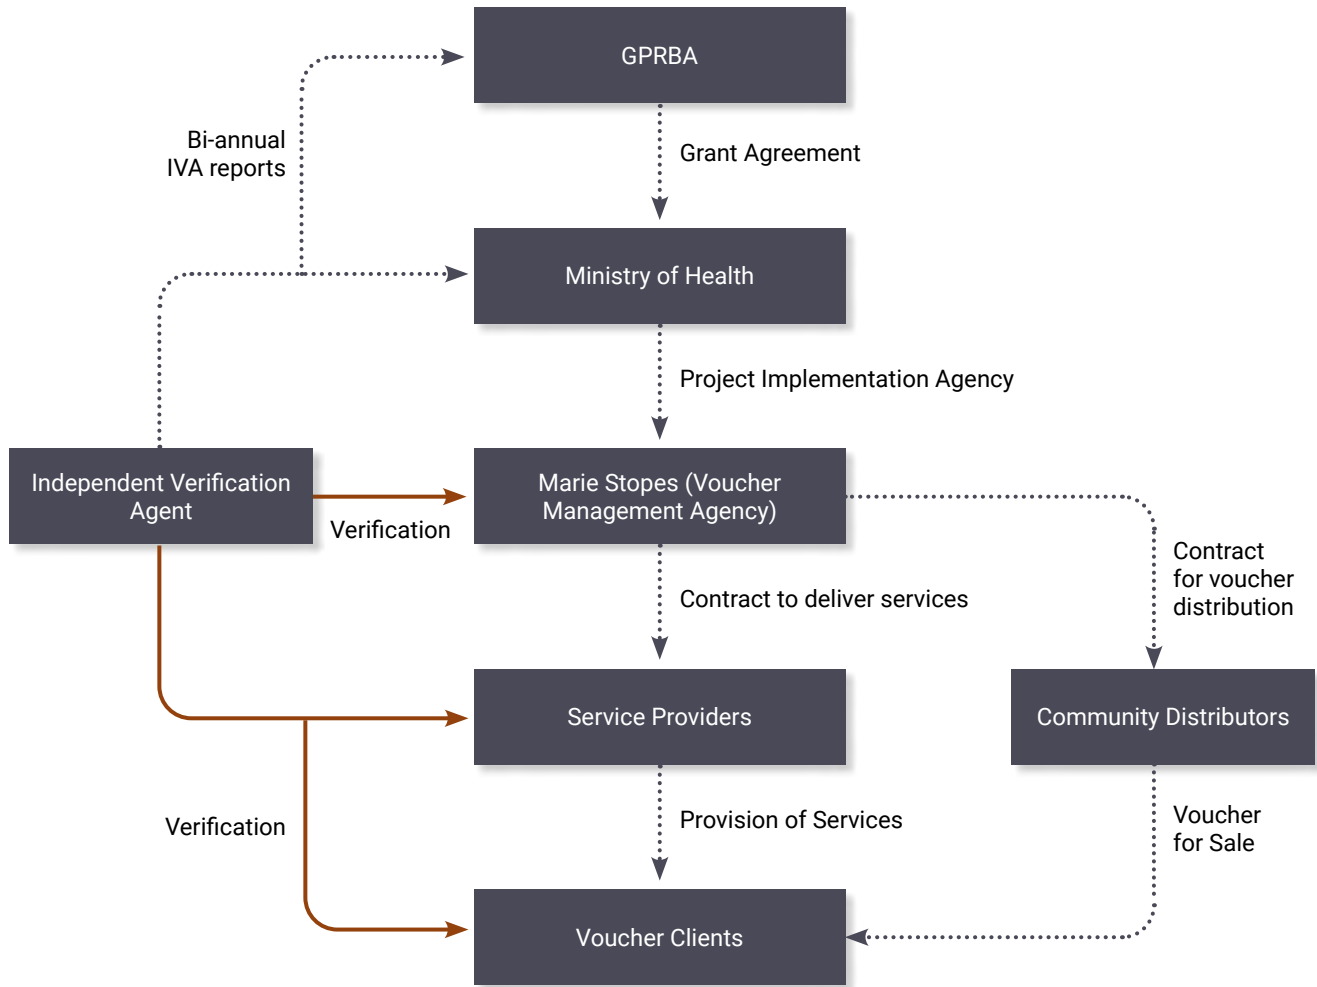 GPRBA
Bi-annual
IVA reports
Grant Agreement
Ministry of Health
Project Implementation Agency
Independent Verification
Agent
Verification
Marie Stopes (Voucher
Management Agency)
Contract
for voucher
distribution
Contract to deliver services
Service Providers
Community Distributors
Verification
Provision of Services
Voucher
for Sale
Voucher Clients